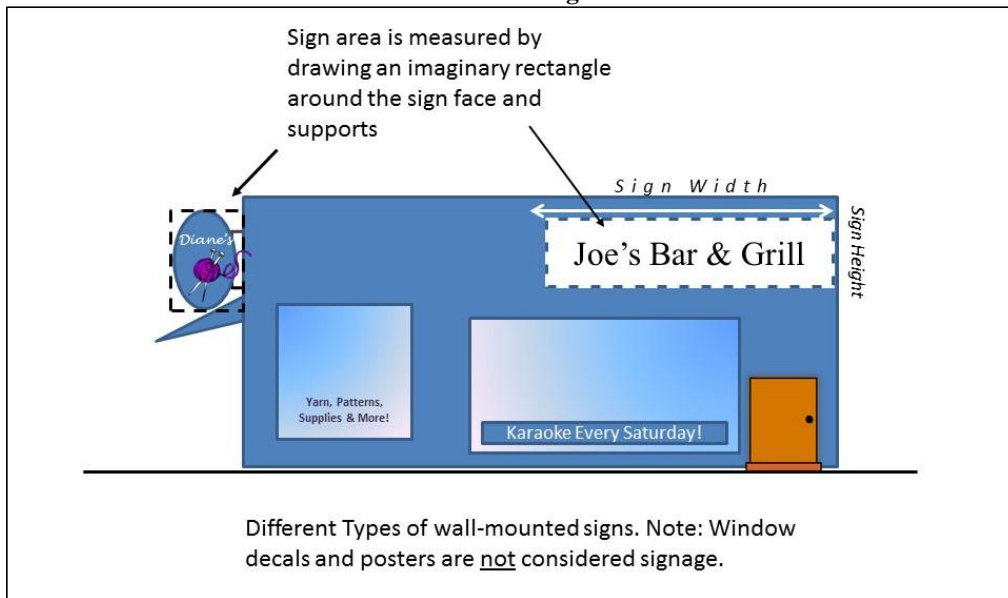 Sign area is measured by
drawing an imaginary rectangle
around the sign face and
supports
Sign Width
Sign Height
Diane's
Joe's Bar & Grill
Yarn, Patterns,
Supplies & More!
Karaoke Every Saturday!
Different Types of wall-mounted signs. Note: Window
decals and posters are not considered signage.